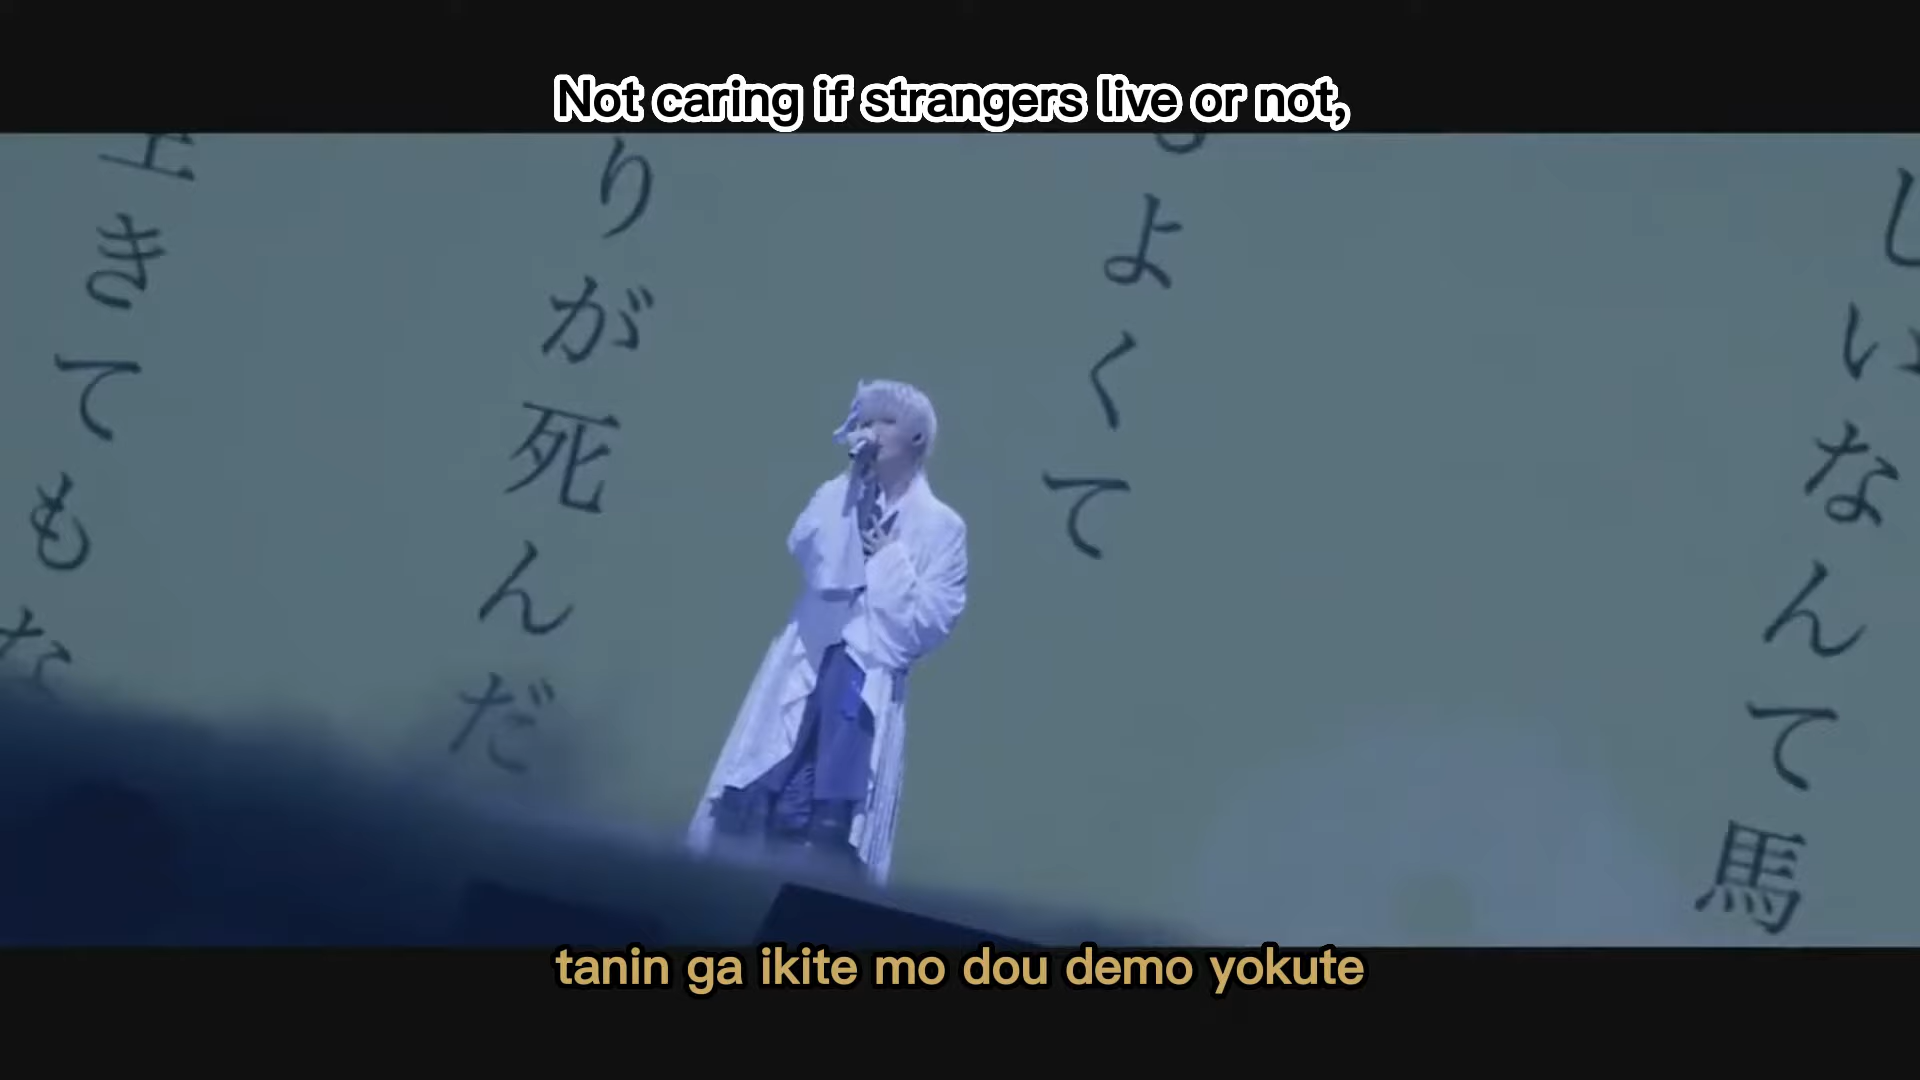 Not caring if strangers live or not,
しいなんて馬
よくて
りが死んだ
きてもな
tanin ga ikite mo dou demo yokute